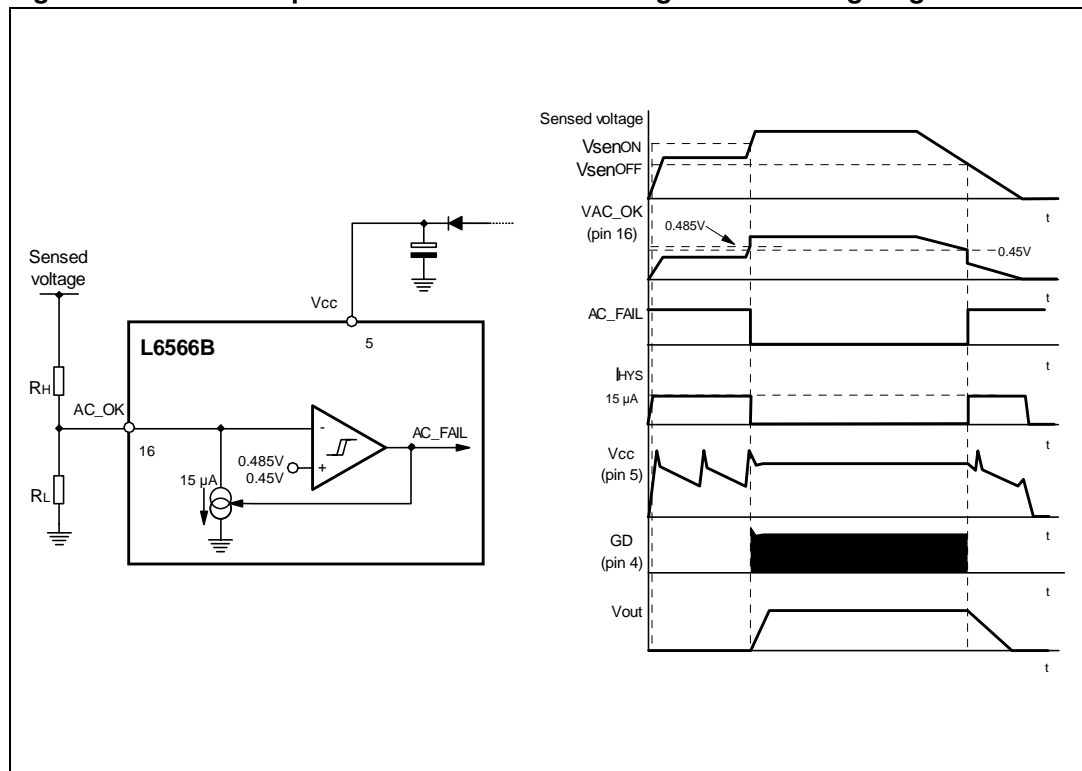 Sensed
voltage
RH
RL
AC_OK
16
L6566B
Vcc
5
15 µA
0.485V
0.45V
-
+
AC_FAIL
Sensed voltage
VsenON
VsenOFF
t
VAC_OK
(pin 16)
0.485V
0.45V
t
AC_FAIL
t
IHYS
15 µA
t
Vcc
(pin 5)
t
GD
(pin 4)
t
Vout
t